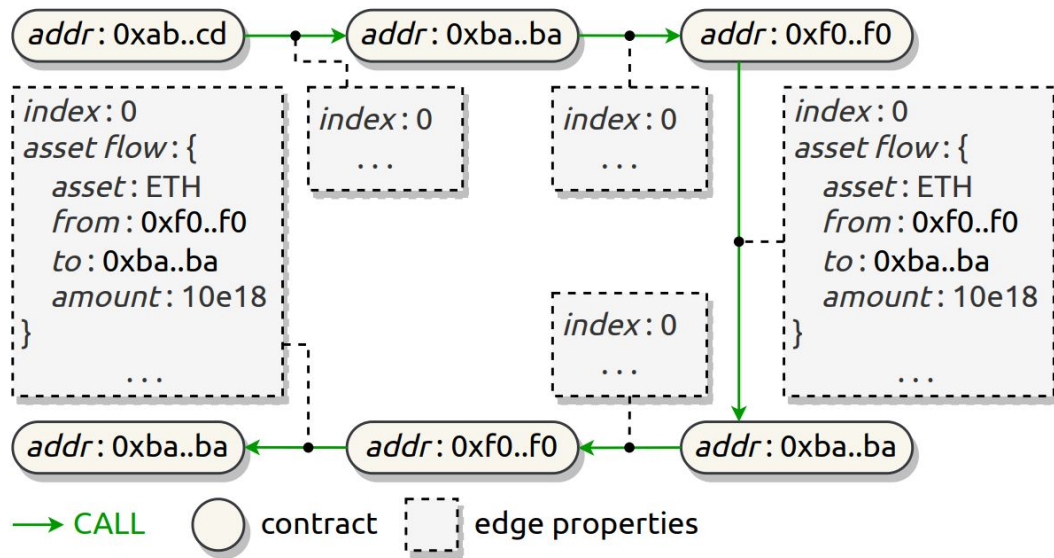 addr: 0xab..cd
addr: 0xba..ba
addr: 0xf0..f0
index: 0
asset flow: {
asset: ETH
from: 0xf0..f0
to: 0xba..ba
amount: 10e18
}
...
index: 0
...
index: 0
...
index: 0
asset flow: {
asset: ETH
from: 0xf0..f0
to: 0xba..ba
amount: 10e18
}
...
index: 0
...
addr: 0xba..ba
addr: 0xf0..f0
addr: 0xba..ba
CALL
contract
edge properties